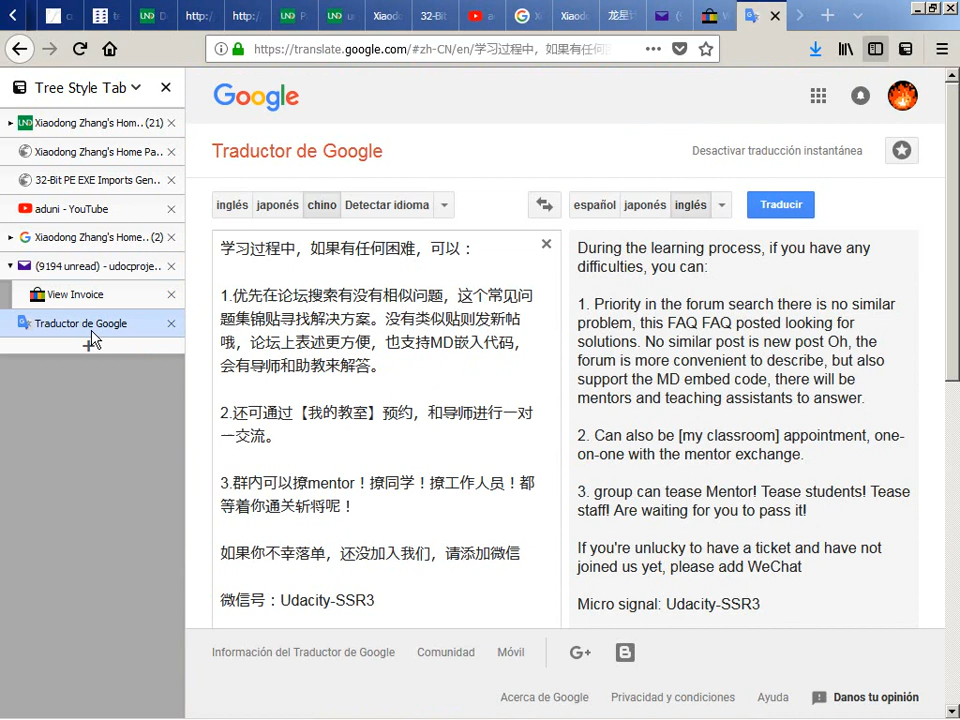 http:/
http:/
Xiaod
32-Bit
https://translate.google.com/#zh-CN/en/学习过程中，如果有任何困
Tree Style Tab
Google
Xiaodong Zhang's Hom.. (21)
Xiaodong Zhang's Home Pa..
32-Bit PE EXE Imports Gen..
aduni - YouTube
Xiaodong Zhang's Home.. (2)
(9194 unread) - udocproje..
View Invoice
Traductor de Google
Traductor de Google
Desactivar traducción instantánea
inglés japonés chino Detectar idioma
español japonés inglés Traducir
学习过程中，如果有任何困难，可以：
1.优先在论坛搜索有没有相似问题，这个常见问
题集锦贴寻找解决方案。没有类似贴则发新帖
哦，论坛上表述更方便，也支持MD嵌入代码，
会有导师和助教来解答。
2.还可通过【我的教室】预约，和导师进行一对
一交流。
3.群内可以撩mentor！撩同学！撩工作人员！都
等着你通关斩将呢！
如果你不幸落单，还没加入我们，请添加微信
微信号：Udacity-SSR3
During the learning process, if you have any
difficulties, you can:
1. Priority in the forum search there is no similar
problem, this FAQ FAQ posted looking for
solutions. No similar post is new post Oh, the
forum is more convenient to describe, but also
support the MD embed code, there will be
mentors and teaching assistants to answer.
2. Can also be [my classroom] appointment, one-
on-one with the mentor exchange.
3. group can tease Mentor! Tease students! Tease
staff! Are waiting for you to pass it!
If you're unlucky to have a ticket and have not
joined us yet, please add WeChat
Micro signal: Udacity-SSR3
Información del Traductor de Google Comunidad Móvil
Acerca de Google Privacidad y condiciones Ayuda Danos tu opinión